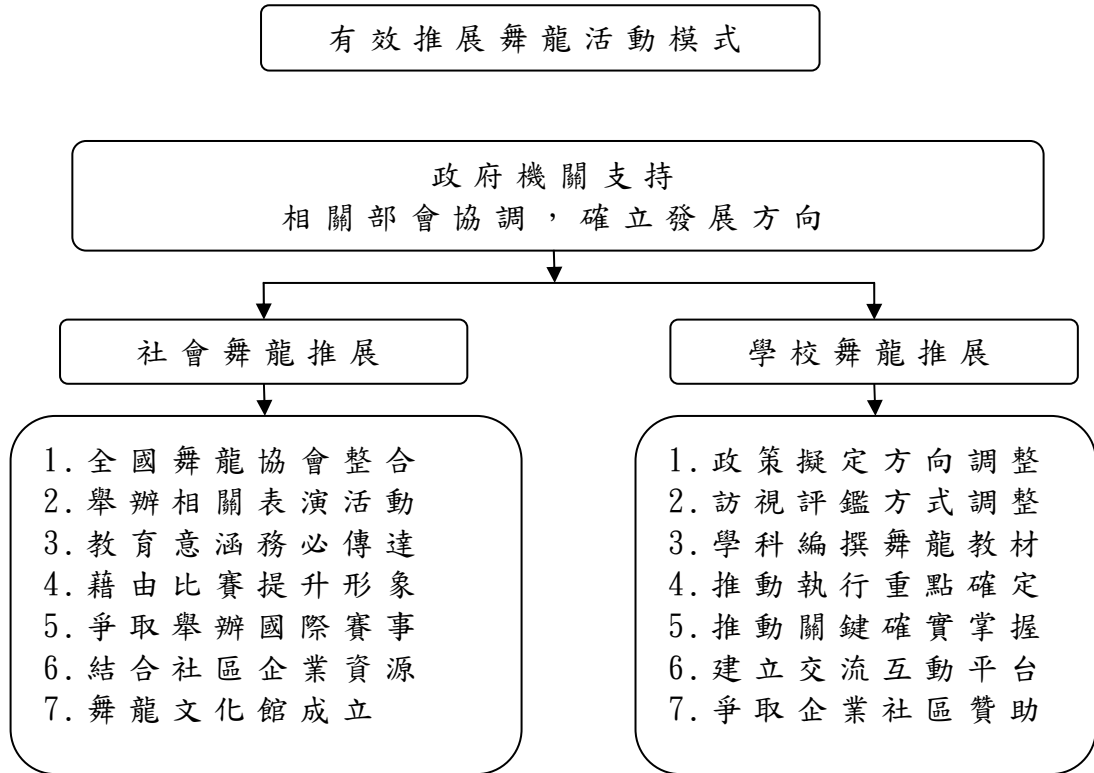 有效推展舞龍活動模式
政府機關支持
相關部會協調，確立發展方向
社會舞龍推展
學校舞龍推展
1.全國舞龍協會整合
2.舉辦相關表演活動
3.教育意涵務必傳達
4.藉由比賽提升形象
5.爭取舉辦國際賽事
6.結合社區企業資源
7.舞龍文化館成立
1.政策擬定方向調整
2.訪視評鑑方式調整
3.學科編撰舞龍教材
4.推動執行重點確定
5.推動關鍵確實掌握
6.建立交流互動平台
7.爭取企業社區贊助